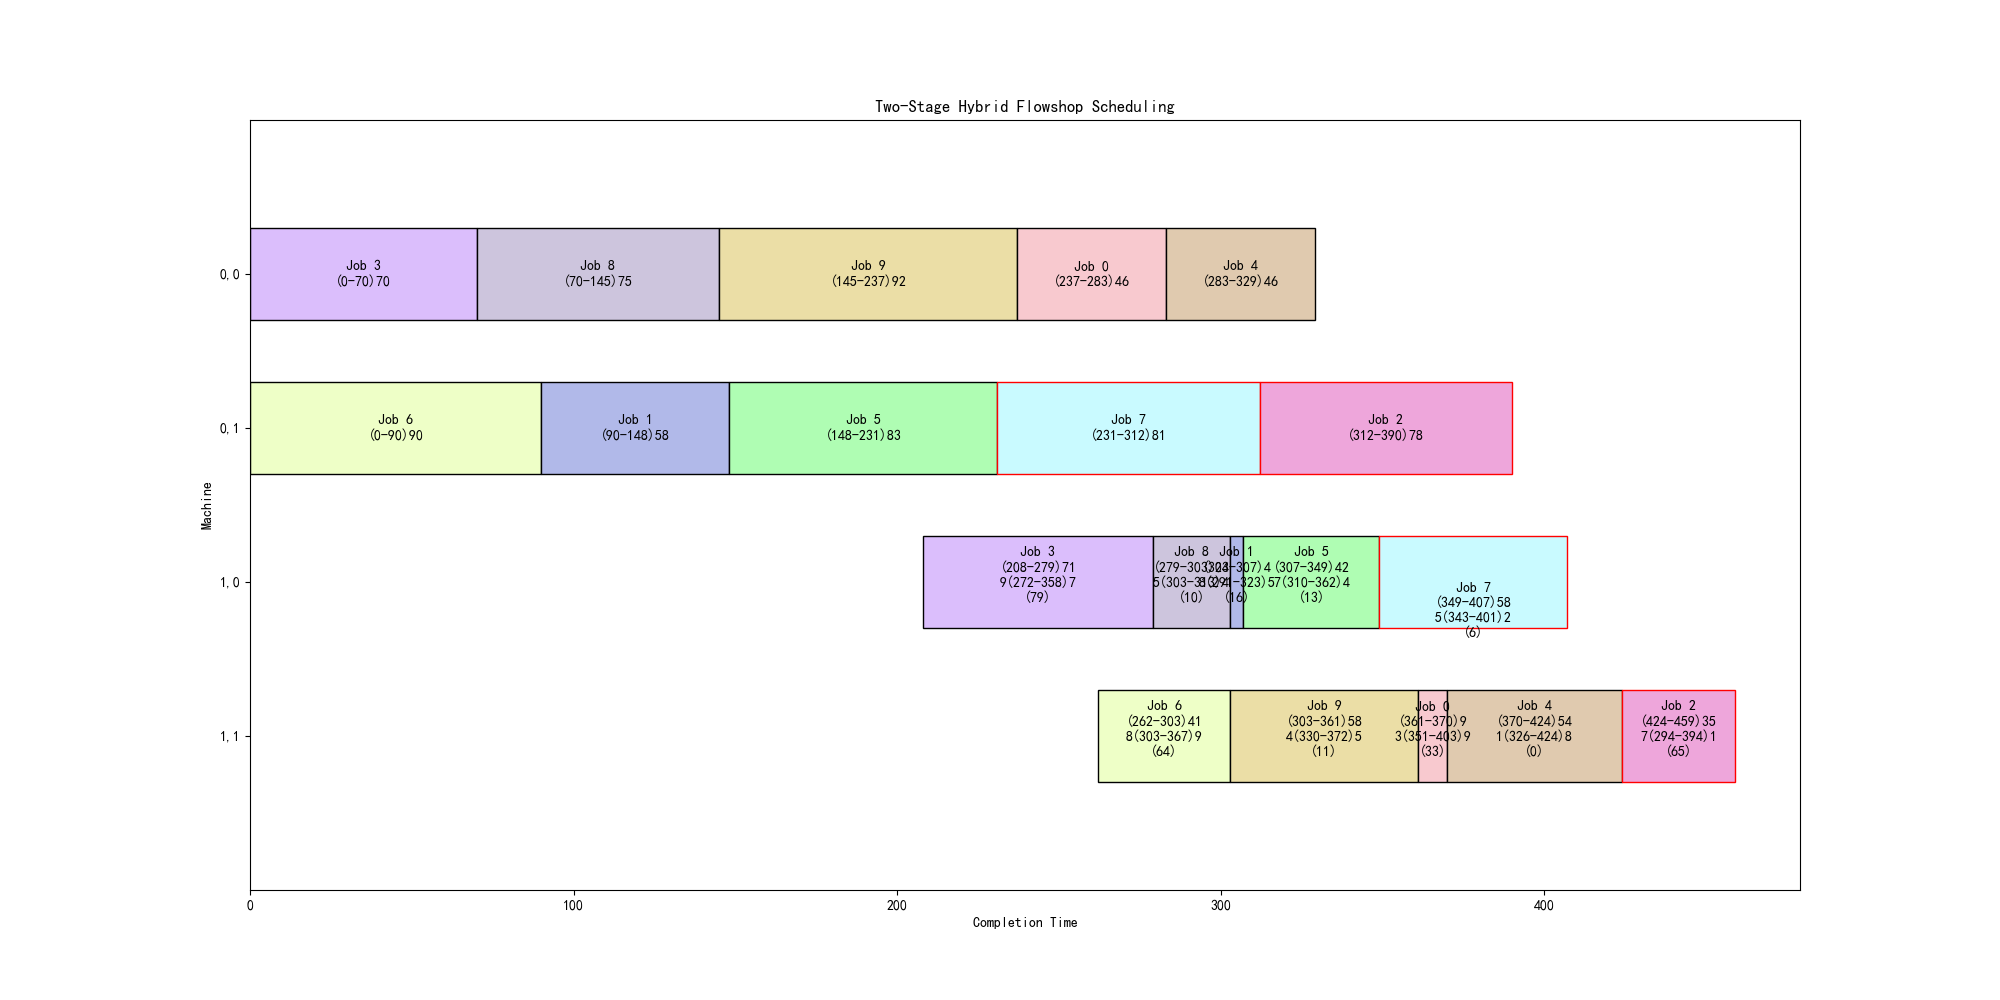 Two-Stage Hybrid Flowshop Scheduling
0,0
Job 3
(0-70)70
Job 8
(70-145)75
Job 9
(145-237)92
Job 0
(237-283)46
Job 4
(283-329)46
0,1
Job 6
(0-90)90
Job 1
(90-148)58
Job 5
(148-231)83
Job 7
(231-312)81
Job 2
(312-390)78
Machine
1,0
Job 3
(208-279)71
9(272-358)7
(79)
Job 8
(279-303)24
(10)
Job 1
(303-307)4
(16)
Job 5
(307-349)42
7(310-362)4
(13)
Job 7
(349-407)58
5(343-401)2
(6)
1,1
Job 6
(262-303)41
8(303-367)9
(64)
Job 9
(303-361)58
4(330-372)5
(11)
Job 0
(361-370)9
3(351-403)9
(33)
Job 4
(370-424)54
1(326-424)8
(0)
Job 2
(424-459)35
7(294-394)1
(65)
0
100
200
300
400
Completion Time